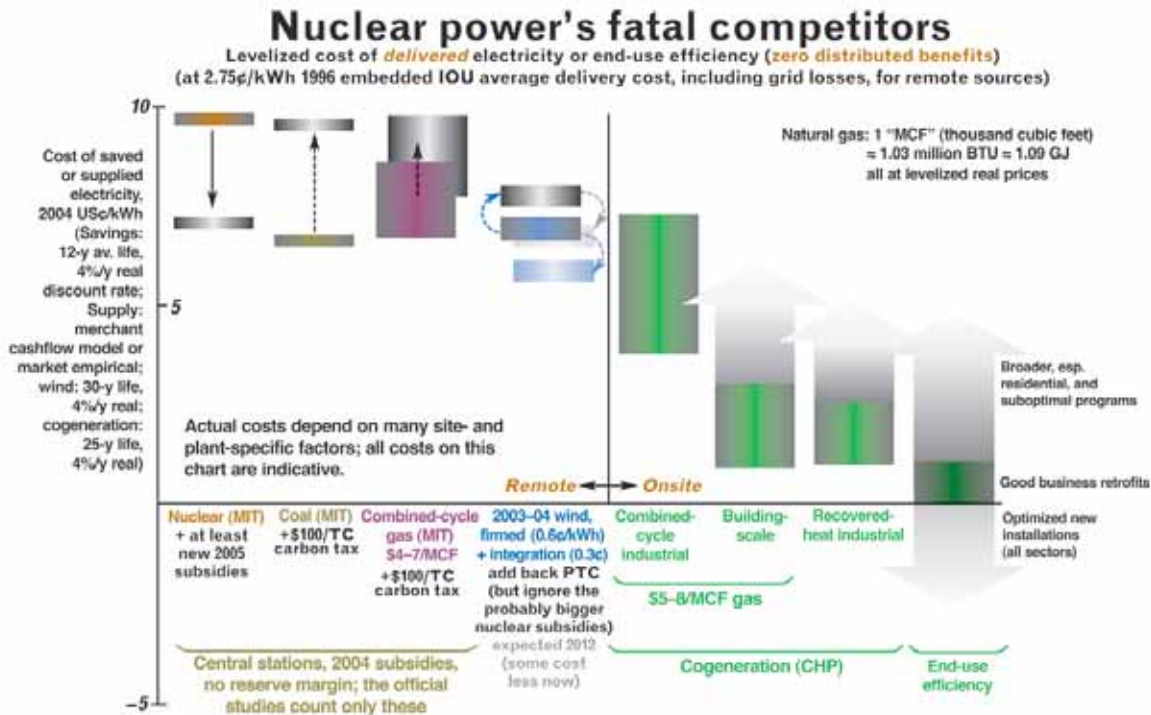 Nuclear power's fatal competitors
Levelized cost of delivered electricity or end-use efficiency (zero distributed benefits)
(at 2.75¢/kWh 1996 embedded IOU average delivery cost, including grid losses, for remote sources)
10
Cost of saved
or supplied
electricity,
2004 US¢/kWh
(Savings:
12-y av. life,
4%/y real
discount rate;
Supply:
merchant
cashflow model or
market empirical;
wind: 30-y life,
4%/y real;
cogeneration:
25-y life,
4%/y real)
5
–5
Natural gas: 1 "MCF" (thousand cubic feet)
≈ 1.03 million BTU ≈ 1.09 GJ
all at levelized real prices
Actual costs depend on many site- and
plant-specific factors; all costs on this
chart are indicative.
Remote
Onsite
Broader, esp.
residential, and
suboptimal programs
Good business retrofits
Optimized new
installations
(all sectors)
Nuclear (MIT)
+ at least
new 2005
subsidies
Coal (MIT)
+$100/TC
carbon tax
Combined-cycle
gas (MIT)
$4–7/MCF
+$100/TC
carbon tax
2003–04 wind,
firmed (0.6¢/kWh)
+ integration (0.3¢)
add back PTC
(but ignore the
probably bigger
nuclear subsidies)
expected 2012
(some cost
less now)
Combined-
cycle
industrial
Building-
scale
Recovered-
heat industrial
$5–8/MCF gas
Central stations, 2004 subsidies,
no reserve margin; the official
studies count only these
Cogeneration (CHP)
End-use
efficiency